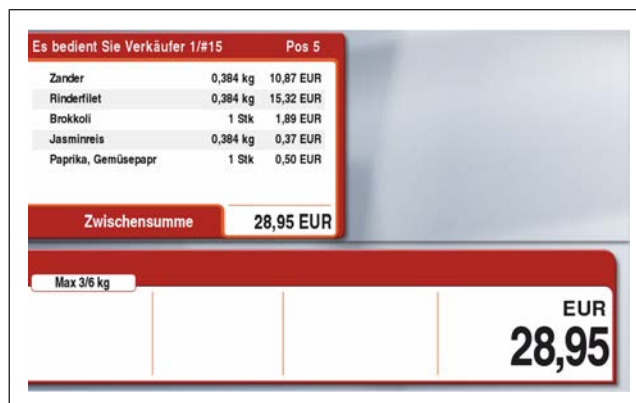 Es bedient Sie Verkäufer 1/#15 Pos 5
Zander 0,384 kg 10,87 EUR
Rinderfilet 0,384 kg 15,32 EUR
Brokkoli 1 Stk 1,89 EUR
Jasminreis 0,384 kg 0,37 EUR
Paprika, Gemüsepapr 1 Stk 0,50 EUR
Zwischensumme 28,95 EUR
Max 3/6 kg
EUR
28,95